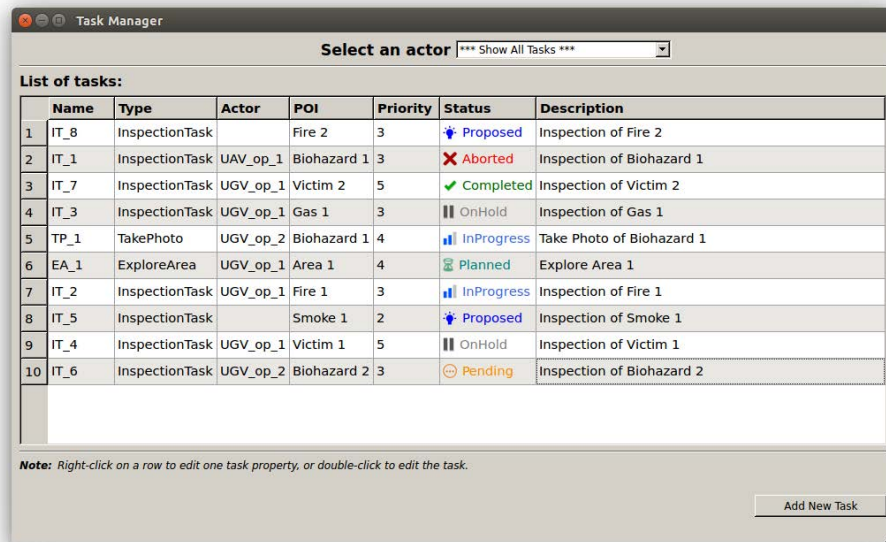 Task Manager
Select an actor *** Show All Tasks ***
List of tasks:
Name Type Actor POI Priority Status Description
1 IT_8 InspectionTask Fire 2 3 Proposed Inspection of Fire 2
2 IT_1 InspectionTask UAV_op_1 Biohazard 1 3 Aborted Inspection of Biohazard 1
3 IT_7 InspectionTask UGV_op_1 Victim 2 5 Completed Inspection of Victim 2
4 IT_3 InspectionTask UGV_op_1 Gas 1 3 OnHold Inspection of Gas 1
5 TP_1 TakePhoto UGV_op_2 Biohazard 1 4 InProgress Take Photo of Biohazard 1
6 EA_1 ExploreArea UGV_op_1 Area 1 4 Planned Explore Area 1
7 IT_2 InspectionTask UGV_op_1 Fire 1 3 InProgress Inspection of Fire 1
8 IT_5 InspectionTask Smoke 1 2 Proposed Inspection of Smoke 1
9 IT_4 InspectionTask UGV_op_1 Victim 1 5 OnHold Inspection of Victim 1
10 IT_6 InspectionTask UGV_op_2 Biohazard 2 3 Pending Inspection of Biohazard 2
Note: Right-click on a row to edit one task property, or double-click to edit the task.
Add New Task